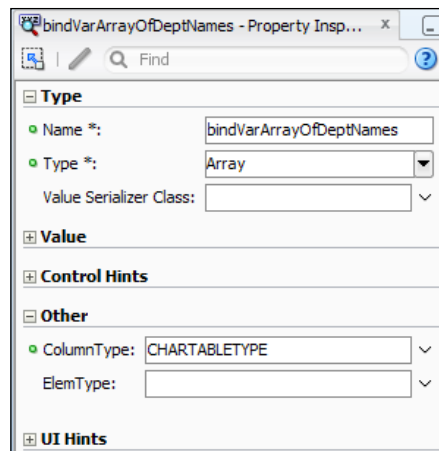 bindVarArrayOfDeptNames - Property Insp... x
Find ?
Type
Name *: bindVarArrayOfDeptNames
Type *: Array
Value Serializer Class:
Value
Control Hints
Other
ColumnType: CHARTABLETYPE
ElemType:
UI Hints